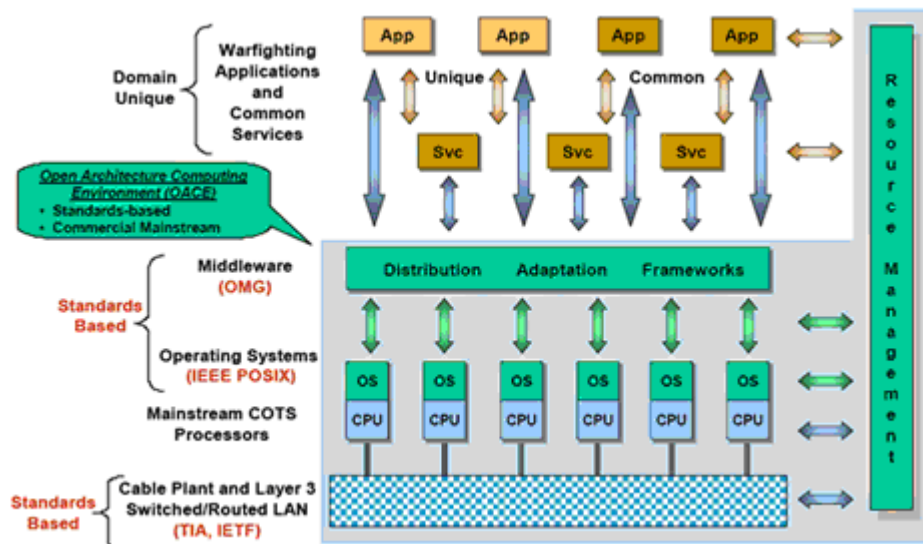 App App App App
Domain
Unique
Warfighting
Applications
and
Common
Services
Unique Common
Svc Svc Svc
Open Architecture Computing
Environment (OACE)
• Standards-based
• Commercial Mainstream
Middleware
(OMG)
Distribution Adaptation Frameworks
Standards
Based
Operating Systems
(IEEE POSIX)
OS OS OS OS OS OS
Mainstream COTS
Processors
CPU CPU CPU CPU CPU CPU
Standards
Based
Cable Plant and Layer 3
Switched/Routed LAN
(TIA, IETF)
Resource Management